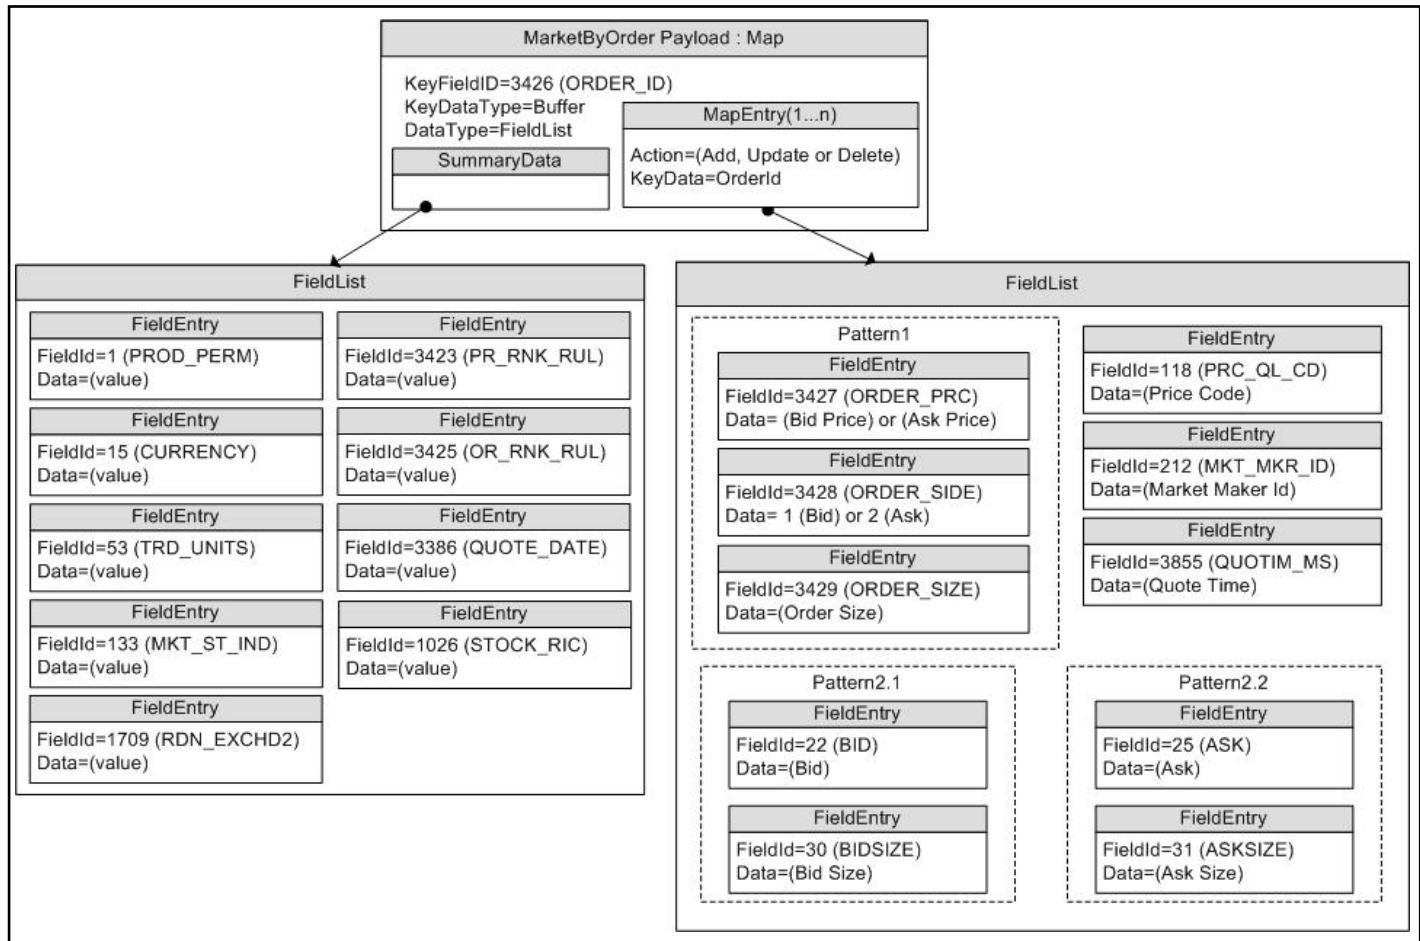 MarketByOrder Payload : Map
KeyFieldID=3426 (ORDER_ID)
KeyDataType=Buffer
DataType=FieldList
SummaryData
MapEntry(1...n)
Action=(Add, Update or Delete)
KeyData=OrderId
FieldList
FieldEntry
FieldId=1 (PROD_PERM)
Data=(value)
FieldEntry
FieldId=3423 (PR_RNK_RUL)
Data=(value)
FieldEntry
FieldId=15 (CURRENCY)
Data=(value)
FieldEntry
FieldId=3425 (OR_RNK_RUL)
Data=(value)
FieldEntry
FieldId=53 (TRD_UNITS)
Data=(value)
FieldEntry
FieldId=3386 (QUOTE_DATE)
Data=(value)
FieldEntry
FieldId=133 (MKT_ST_IND)
Data=(value)
FieldEntry
FieldId=1026 (STOCK_RIC)
Data=(value)
FieldEntry
FieldId=1709 (RDN_EXCHD2)
Data=(value)
FieldList
Pattern1
FieldEntry
FieldId=3427 (ORDER_PRC)
Data= (Bid Price) or (Ask Price)
FieldEntry
FieldId=3428 (ORDER_SIDE)
Data= 1 (Bid) or 2 (Ask)
FieldEntry
FieldId=3429 (ORDER_SIZE)
Data=(Order Size)
FieldEntry
FieldId=118 (PRC_QL_CD)
Data=(Price Code)
FieldEntry
FieldId=212 (MKT_MKR_ID)
Data=(Market Maker Id)
FieldEntry
FieldId=3855 (QUOTIM_MS)
Data=(Quote Time)
Pattern2.1
FieldEntry
FieldId=22 (BID)
Data=(Bid)
FieldEntry
FieldId=30 (BIDSIZE)
Data=(Bid Size)
Pattern2.2
FieldEntry
FieldId=25 (ASK)
Data=(Ask)
FieldEntry
FieldId=31 (ASKSIZE)
Data=(Ask Size)